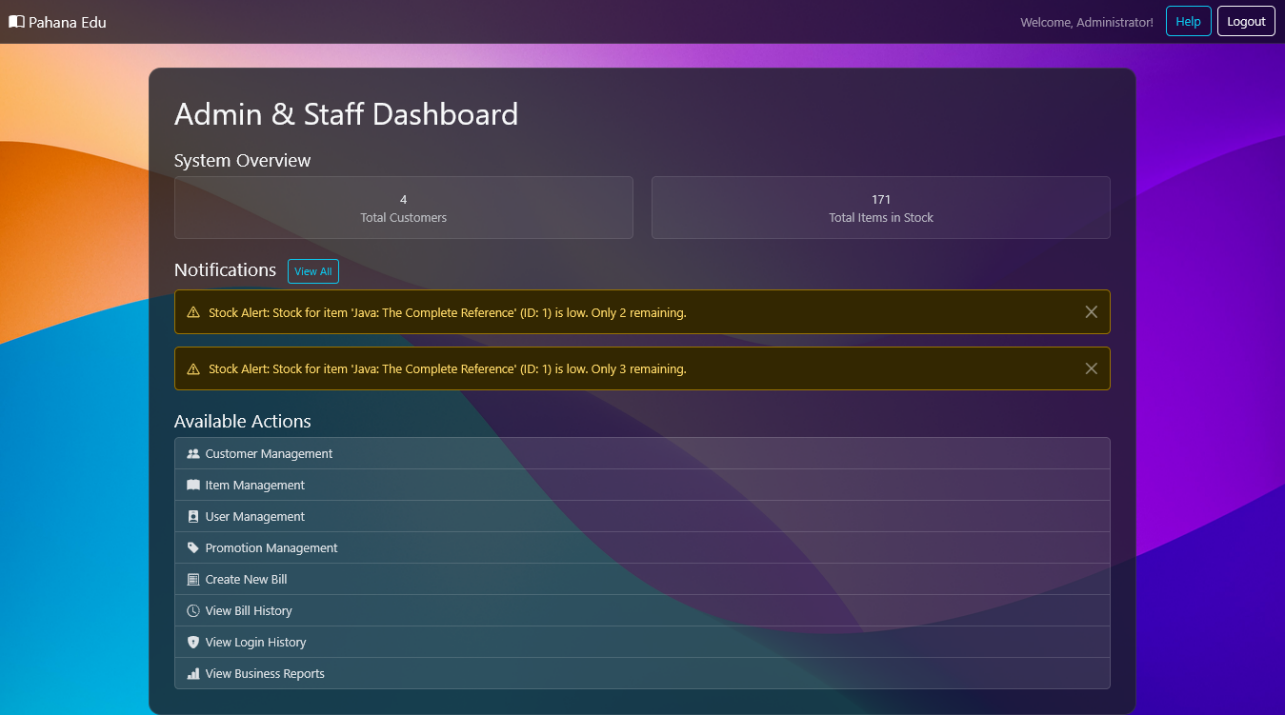 Pahana Edu
Welcome, Administrator! Help Logout
Admin & Staff Dashboard
System Overview
4
Total Customers
171
Total Items in Stock
Notifications View All
Stock Alert: Stock for item 'Java: The Complete Reference' (ID: 1) is low. Only 2 remaining.
Stock Alert: Stock for item 'Java: The Complete Reference' (ID: 1) is low. Only 3 remaining.
Available Actions
Customer Management
Item Management
User Management
Promotion Management
Create New Bill
View Bill History
View Login History
View Business Reports